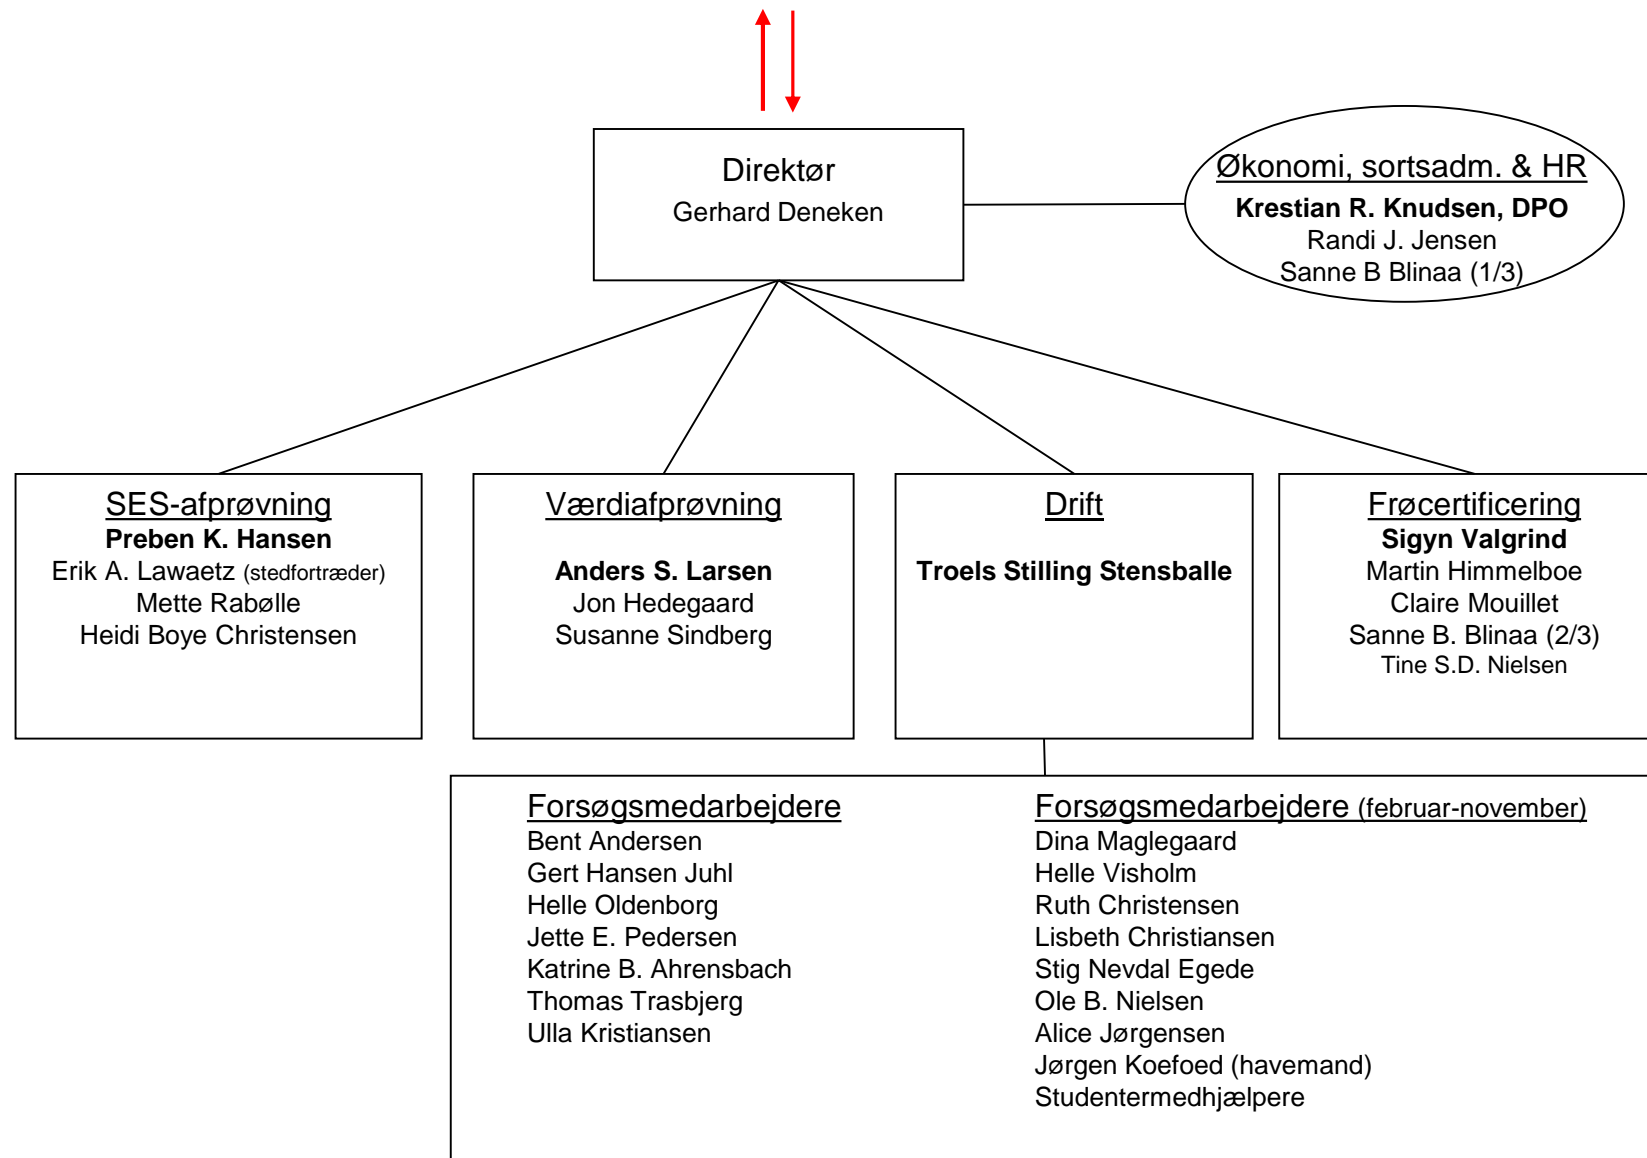 Direktør
Gerhard Deneken
Økonomi, sortsadm. & HR
Krestian R. Knudsen, DPO
Randi J. Jensen
Sanne B Blinaa (1/3)
SES-afprøvning
Preben K. Hansen
Erik A. Lawaetz (stedfortræder)
Mette Rabølle
Heidi Boye Christensen
Værdiafprøvning
Anders S. Larsen
Jon Hedegaard
Susanne Sindberg
Drift
Troels Stilling Stensballe
Frøcertificering
Sigyn Valgrind
Martin Himmelboe
Claire Mouillet
Sanne B. Blinaa (2/3)
Tine S.D. Nielsen
Forsøgsmedarbejdere
Bent Andersen
Gert Hansen Juhl
Helle Oldenborg
Jette E. Pedersen
Katrine B. Ahrensbach
Thomas Trasbjerg
Ulla Kristiansen
Forsøgsmedarbejdere (februar-november)
Dina Maglegaard
Helle Visholm
Ruth Christensen
Lisbeth Christiansen
Stig Nevdal Egede
Ole B. Nielsen
Alice Jørgensen
Jørgen Koefoed (havemand)
Studentermedhjælpere